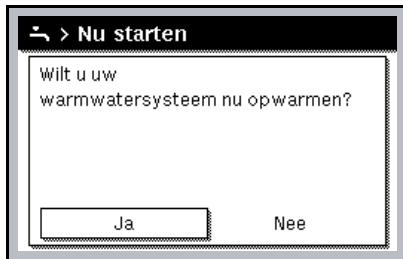 > Nu starten
Wilt u uw
warmwatersysteem nu opwarmen?
Ja
Nee